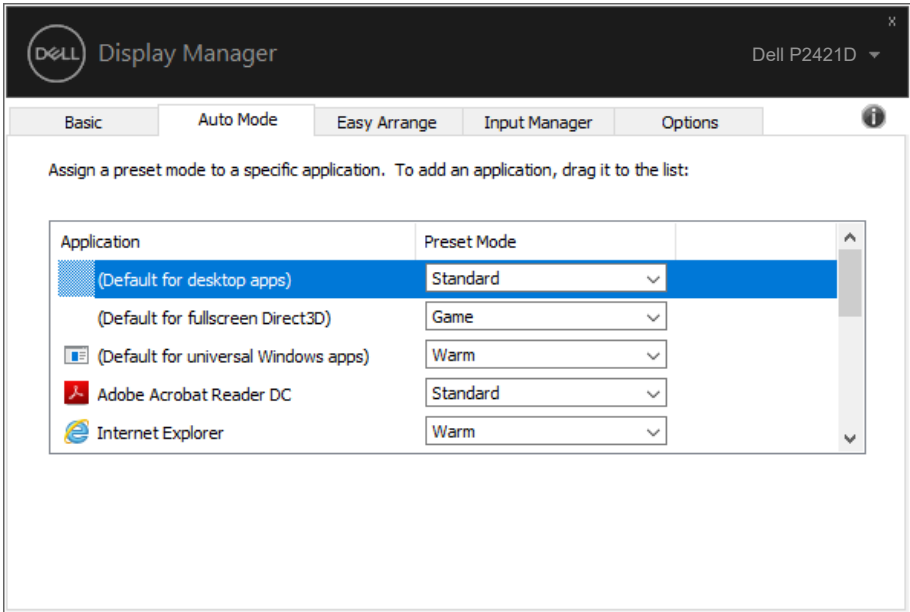 DELL Display Manager
x
Dell P2421D
Basic Auto Mode Easy Arrange Input Manager Options
Assign a preset mode to a specific application. To add an application, drag it to the list:
Application Preset Mode
(Default for desktop apps) Standard
(Default for fullscreen Direct3D) Game
(Default for universal Windows apps) Warm
Adobe Acrobat Reader DC Standard
Internet Explorer Warm